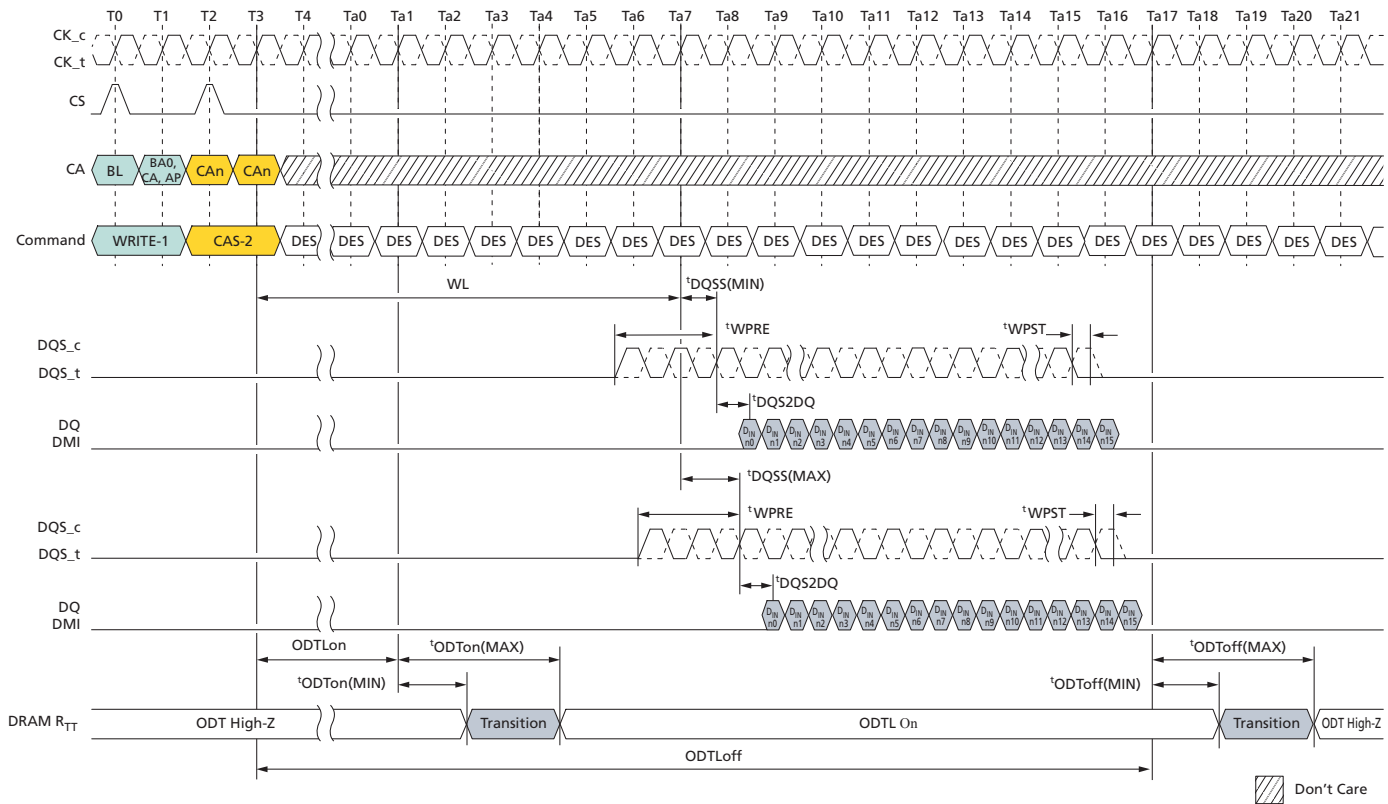 T0 T1 T2 T3 T4 Ta0 Ta1 Ta2 Ta3 Ta4 Ta5 Ta6 Ta7 Ta8 Ta9 Ta10 Ta11 Ta12 Ta13 Ta14 Ta15 Ta16 Ta17 Ta18 Ta19 Ta20 Ta21
CK_c
CK_t
CS
CA BL BA0, CA, AP CAn CAn
Command WRITE-1 CAS-2 DES DES DES DES DES DES DES DES DES DES DES DES DES DES DES DES DES DES DES DES DES DES DES
WL tDQSS(MIN)
tWPRE tWPST
DQS_c
DQS_t
tDQS2DQ
DQ
DMI
DIN n0 DIN n1 DIN n2 DIN n3 DIN n4 DIN n5 DIN n6 DIN n7 DIN n8 DIN n9 DIN n10 DIN n11 DIN n12 DIN n13 DIN n14 DIN n15
tDQSS(MAX)
tWPRE tWPST
DQS_c
DQS_t
tDQS2DQ
DQ
DMI
DIN n0 DIN n1 DIN n2 DIN n3 DIN n4 DIN n5 DIN n6 DIN n7 DIN n8 DIN n9 DIN n10 DIN n11 DIN n12 DIN n13 DIN n14 DIN n15
ODTLon tODTon(MAX) tODToff(MAX)
tODTon(MIN) tODToff(MIN)
DRAM RTT ODT High-Z Transition ODTL On Transition ODT High-Z
ODTLoff
Don't Care